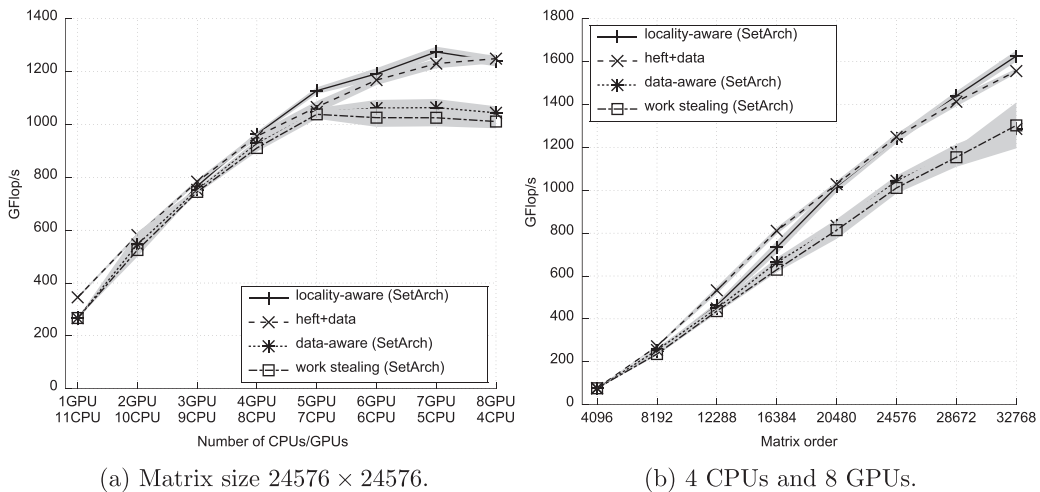 1400
1200
1000
800
600
400
200
0
GFlop/s
locality-aware (SetArch)
heft+data
data-aware (SetArch)
work stealing (SetArch)
1GPU 2GPU 3GPU 4GPU 5GPU 6GPU 7GPU 8GPU
11CPU 10CPU 9CPU 8CPU 7CPU 6CPU 5CPU 4CPU
Number of CPUs/GPUs
(a) Matrix size 24576 × 24576.
1800
1600
1400
1200
1000
800
600
400
200
0
GFlop/s
locality-aware (SetArch)
heft+data
data-aware (SetArch)
work stealing (SetArch)
4096 8192 12288 16384 20480 24576 28672 32768
Matrix order
(b) 4 CPUs and 8 GPUs.